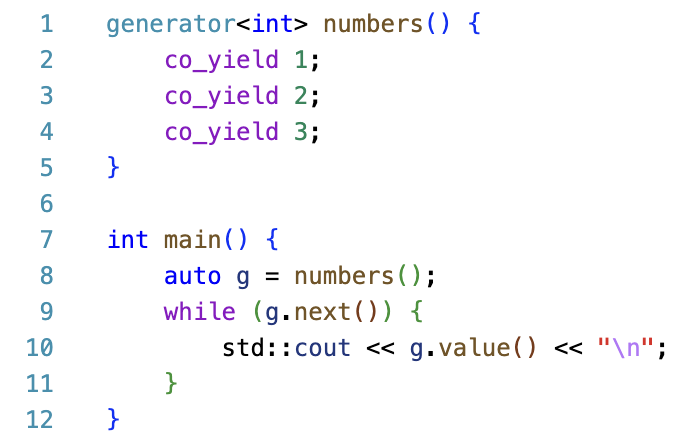 1 generator<int> numbers() {
2     co_yield 1;
3     co_yield 2;
4     co_yield 3;
5 }
6
7 int main() {
8     auto g = numbers();
9     while (g.next()) {
10         std::cout << g.value() << "\n";
11     }
12 }